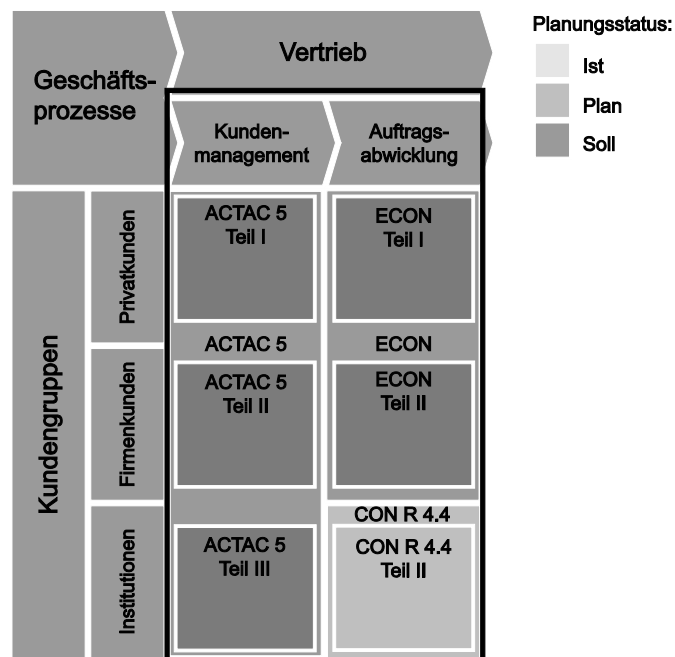 Planungsstatus:
Ist
Plan
Soll
Geschäfts-
prozesse
Vertrieb
Kunden-
management
Auftrags-
abwicklung
Kundengruppen
Privatkunden
ACTAC 5
Teil I
ECON
Teil I
ACTAC 5
ECON
Firmenkunden
ACTAC 5
Teil II
ECON
Teil II
CON R 4.4
Institutionen
ACTAC 5
Teil III
CON R 4.4
Teil II